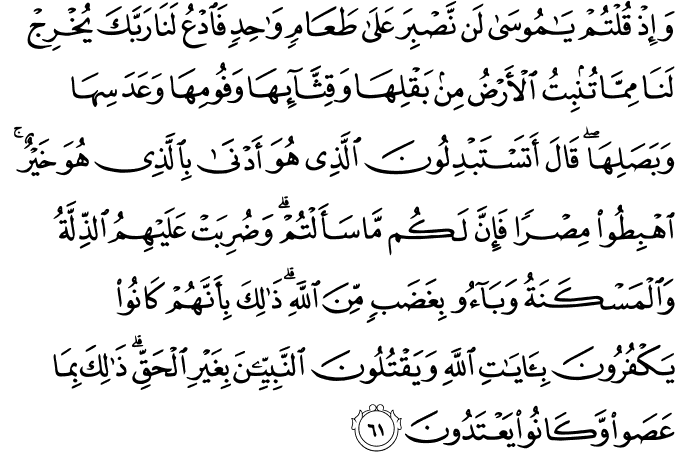 وَإِذۡ قُلۡتُمۡ يَٰمُوسَىٰ لَن نَّصۡبِرَ عَلَىٰ طَعَامٖ وَٰحِدٖ فَٱدۡعُ لَنَا رَبَّكَ يُخۡرِجۡ
لَنَا مِمَّا تُنۢبِتُ ٱلۡأَرۡضُ مِنۢ بَقۡلِهَا وَقِثَّآئِهَا وَفُومِهَا وَعَدَسِهَا
وَبَصَلِهَاۖ قَالَ أَتَسۡتَبۡدِلُونَ ٱلَّذِي هُوَ أَدۡنَىٰ بِٱلَّذِي هُوَ خَيۡرٌۚ
ٱهۡبِطُواْ مِصۡرٗا فَإِنَّ لَكُم مَّا سَأَلۡتُمۡۗ وَضُرِبَتۡ عَلَيۡهِمُ ٱلذِّلَّةُ
وَٱلۡمَسۡكَنَةُ وَبَآءُو بِغَضَبٖ مِّنَ ٱللَّهِۗ ذَٰلِكَ بِأَنَّهُمۡ كَانُواْ
يَكۡفُرُونَ بِـَٔايَٰتِ ٱللَّهِ وَيَقۡتُلُونَ ٱلنَّبِيِّـۧنَ بِغَيۡرِ ٱلۡحَقِّۗ ذَٰلِكَ بِمَا
عَصَواْ وَّكَانُواْ يَعۡتَدُونَ ٦١